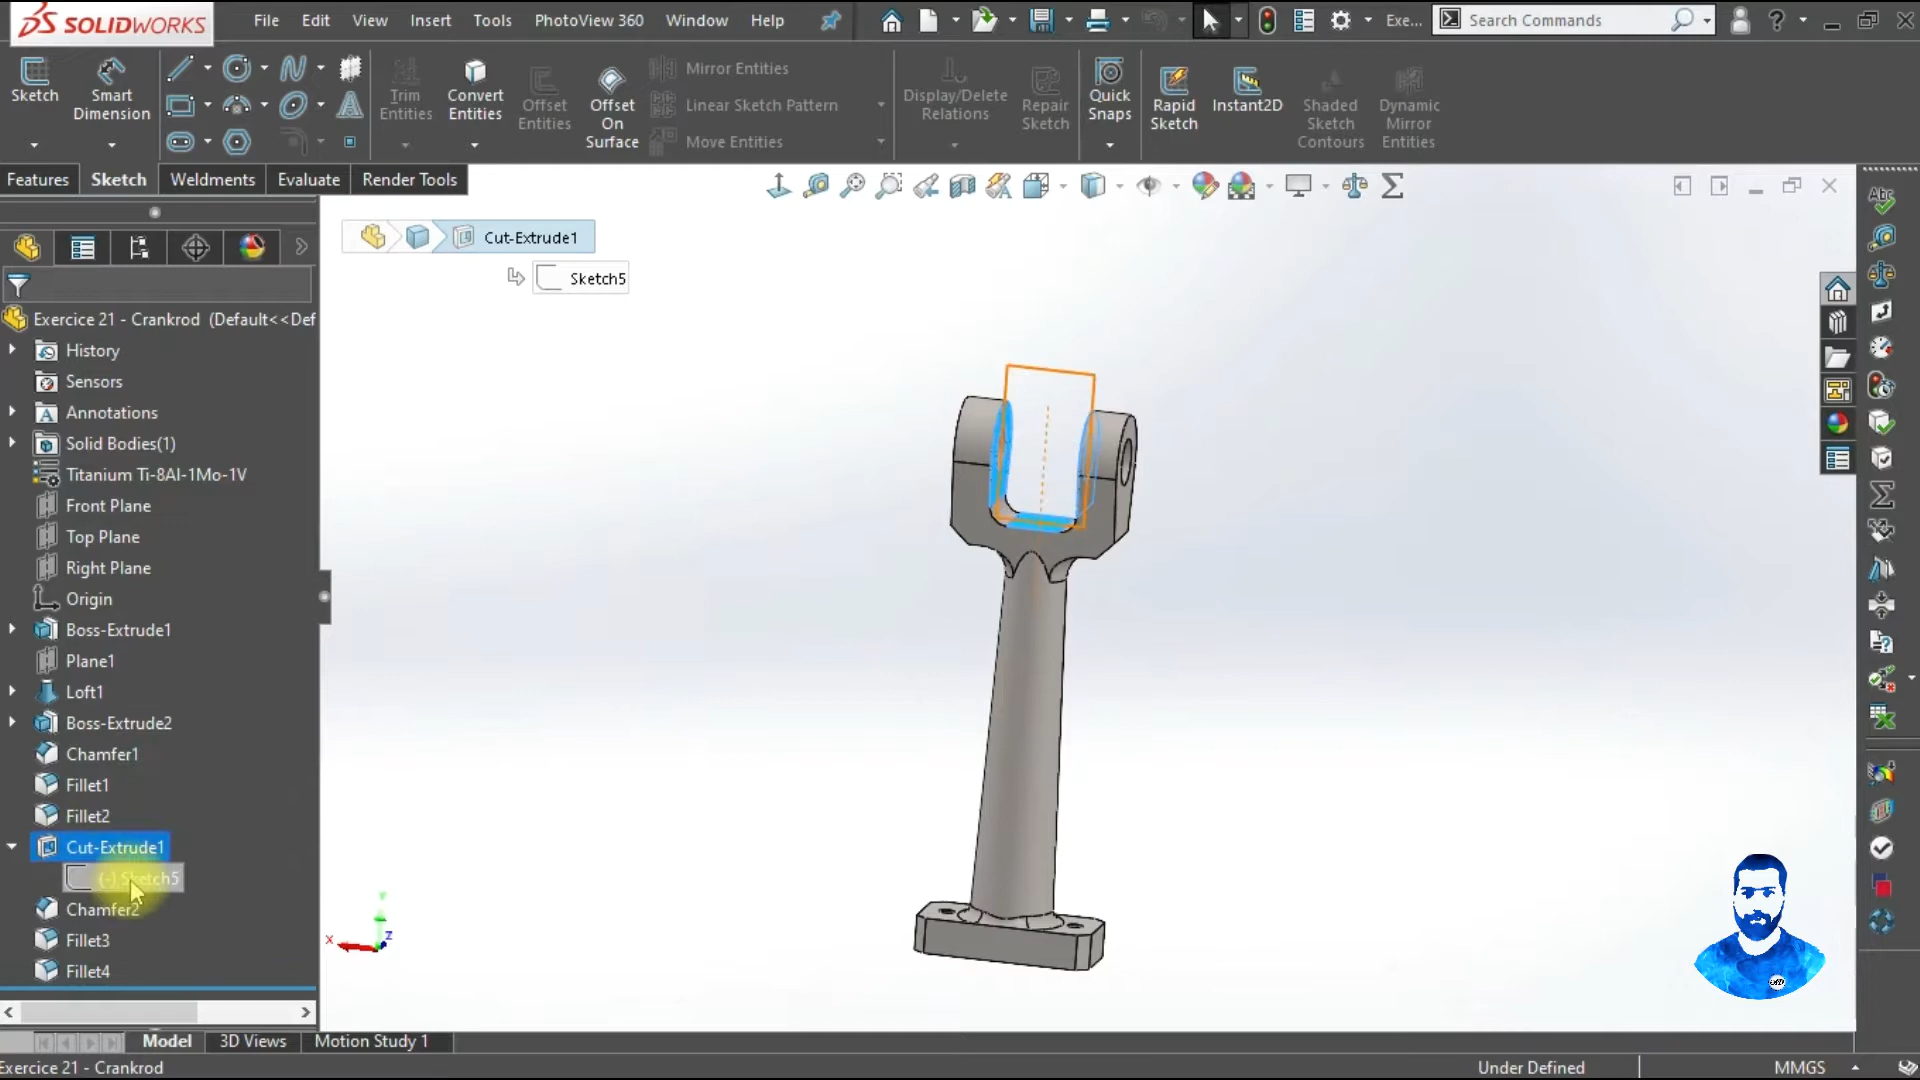 SOLIDWORKS
File Edit View Insert Tools PhotoView 360 Window Help
Exe...
Search Commands
Sketch
Smart Dimension
Trim Entities
Convert Entities
Offset Entities
Offset On Surface
Mirror Entities
Linear Sketch Pattern
Move Entities
Display/Delete Relations
Repair Sketch
Quick Snaps
Rapid Sketch
Instant2D
Shaded Sketch Contours
Dynamic Mirror Entities
Features Sketch Weldments Evaluate Render Tools
Cut-Extrude1
Sketch5
Exercice 21 - Crankrod (Default<<Def
History
Sensors
Annotations
Solid Bodies(1)
Titanium Ti-8Al-1Mo-1V
Front Plane
Top Plane
Right Plane
Origin
Boss-Extrude1
Plane1
Loft1
Boss-Extrude2
Chamfer1
Fillet1
Fillet2
Cut-Extrude1
(-) Sketch5
Chamfer2
Fillet3
Fillet4
x
z
Model 3D Views Motion Study 1
Exercice 21 - Crankrod
Under Defined
MMGS